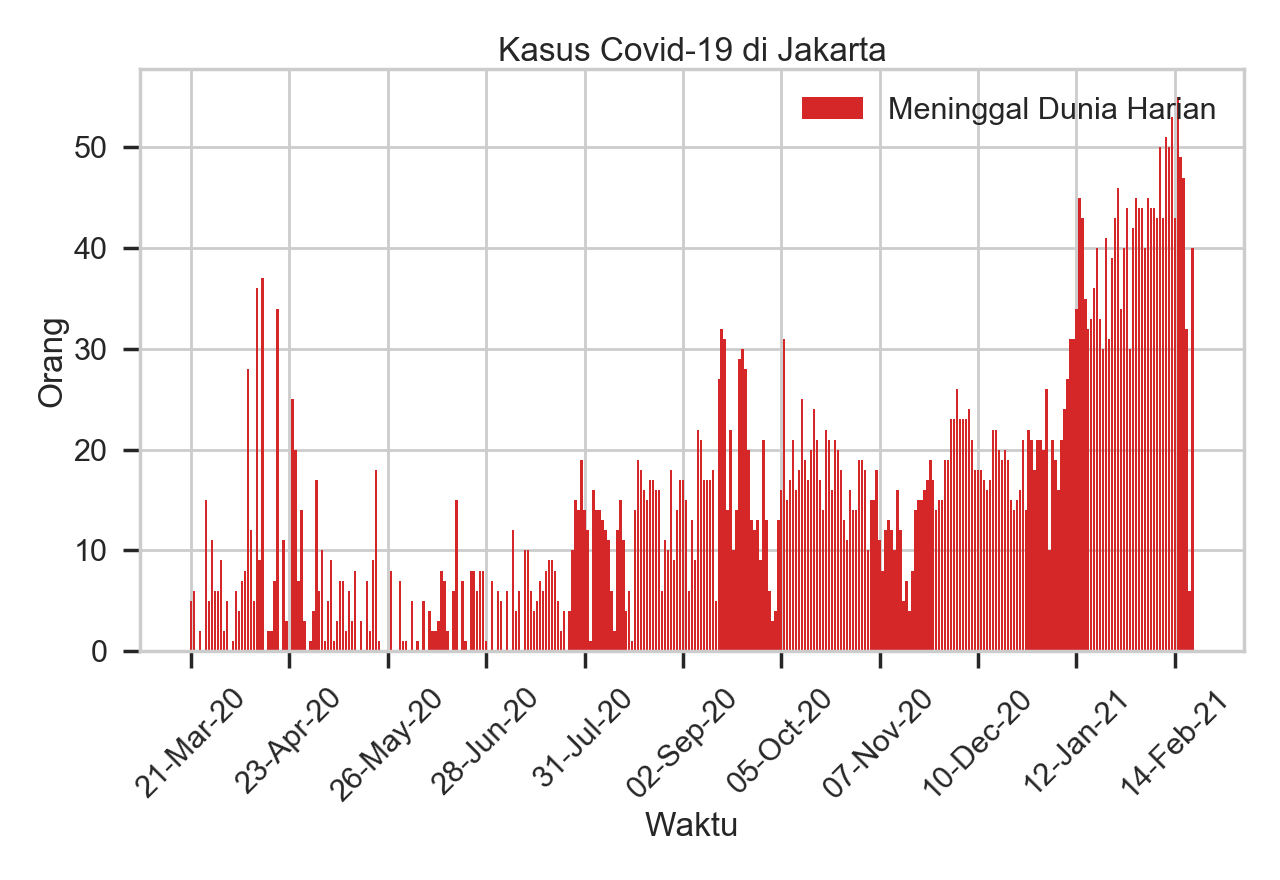 Kasus Covid-19 di Jakarta
Meninggal Dunia Harian
Orang
50
40
30
20
10
0
21-Mar-20
23-Apr-20
26-May-20
28-Jun-20
31-Jul-20
02-Sep-20
05-Oct-20
07-Nov-20
10-Dec-20
12-Jan-21
14-Feb-21
Waktu